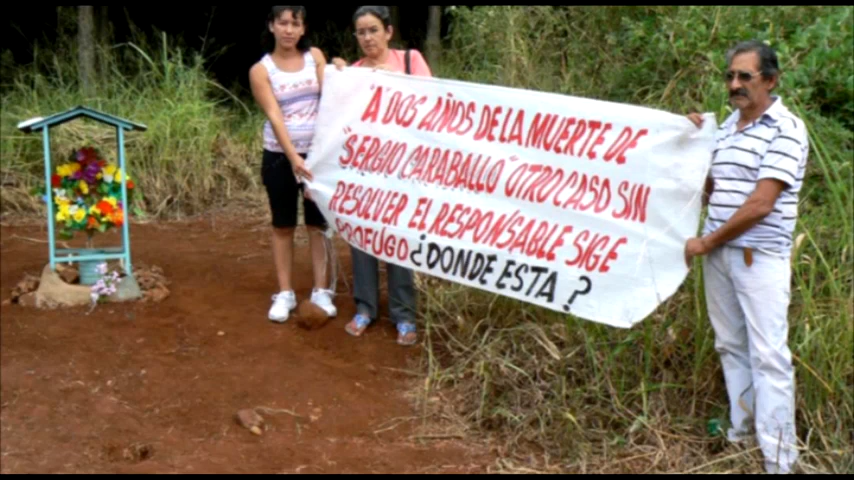 "A" DOS AÑOS DE LA MUERTE DE
"SERGIO CARABALLO" OTRO CASO SIN
RESOLVER EL RESPONSABLE SIGE
PROFUGO ¿DONDE ESTA?